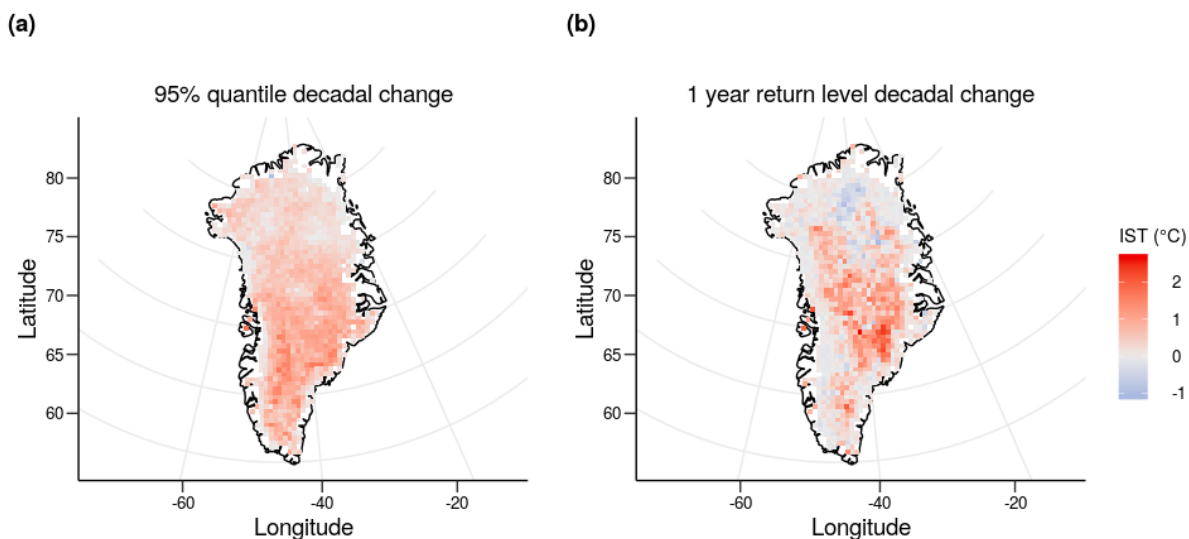 (a)
95% quantile decadal change
80
75
70
65
60
Latitude
-60
-40
-20
Longitude
(b)
1 year return level decadal change
80
75
70
65
60
Latitude
-60
-40
-20
Longitude
IST (°C)
2
1
0
-1